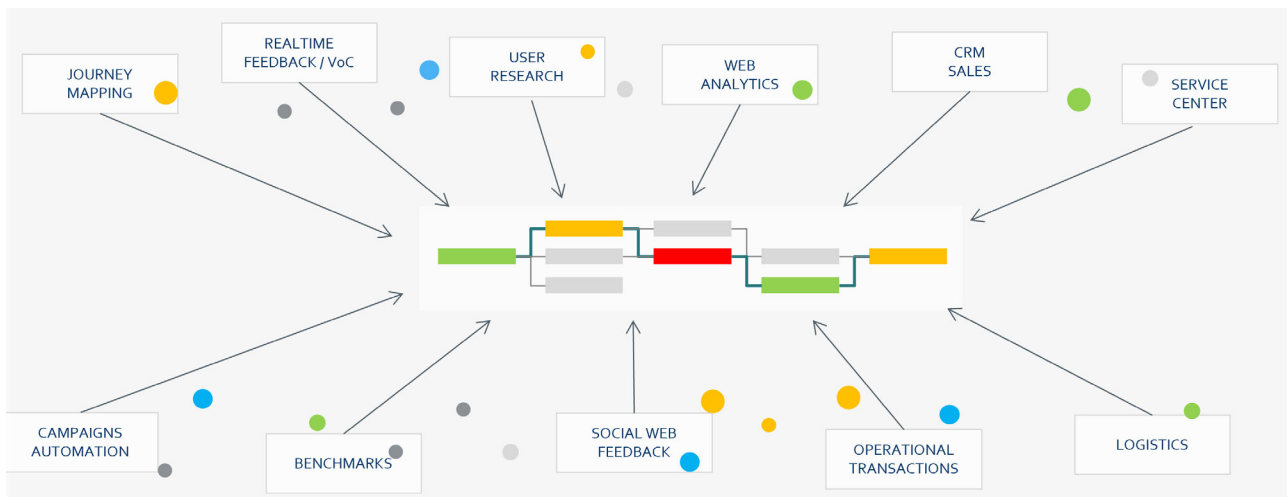 JOURNEY
MAPPING
REALTIME
FEEDBACK / VoC
USER
RESEARCH
WEB
ANALYTICS
CRM
SALES
SERVICE
CENTER
CAMPAIGNS
AUTOMATION
BENCHMARKS
SOCIAL WEB
FEEDBACK
OPERATIONAL
TRANSACTIONS
LOGISTICS